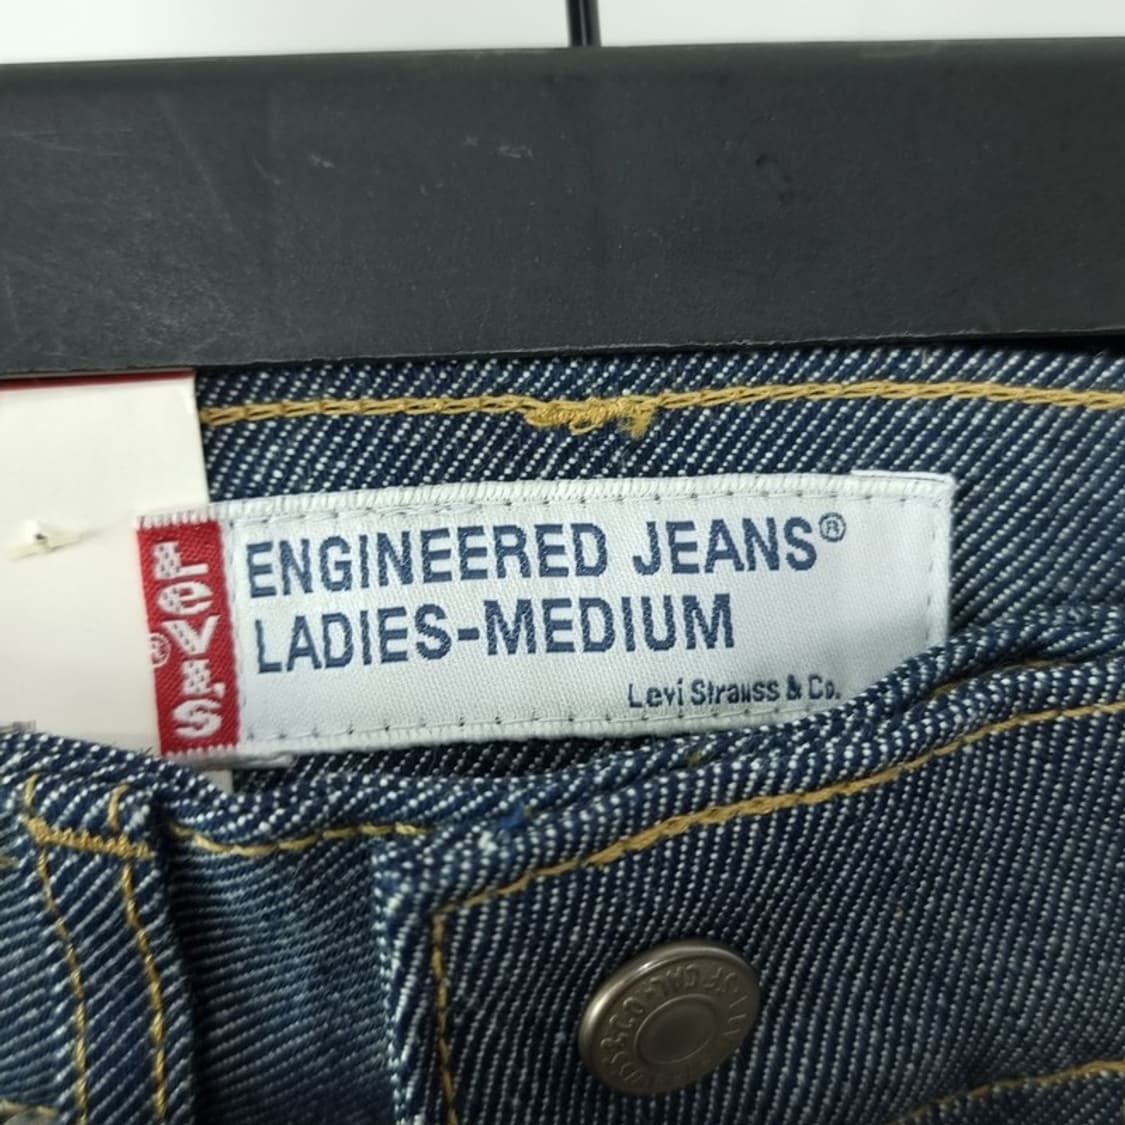 LEVI'S®
ENGINEERED JEANS®
LADIES-MEDIUM
Levi Strauss & Co.